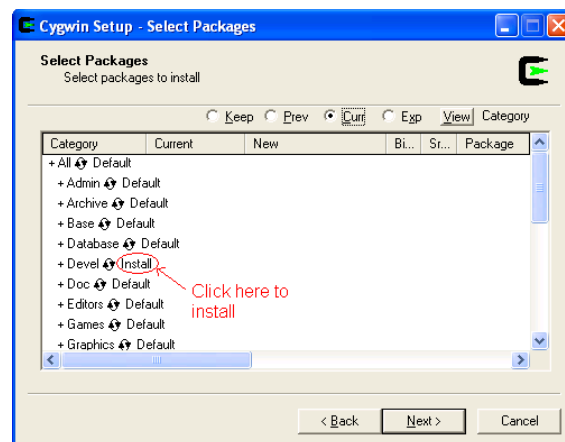 Cygwin Setup - Select Packages
Select Packages
Select packages to install
Keep Prev Curr Exp View Category
Category Current New Bi... Sr... Package
+ All Default
+ Admin Default
+ Archive Default
+ Base Default
+ Database Default
+ Devel Install
+ Doc Default
+ Editors Default
+ Games Default
+ Graphics Default
Click here to
install
< Back Next > Cancel